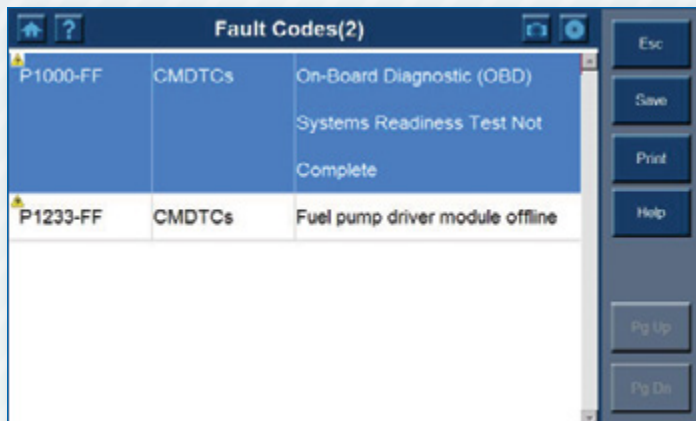 ? Fault Codes(2)
Esc
P1000-FF CMDTCs On-Board Diagnostic (OBD)
Systems Readiness Test Not
Complete
Save
Print
P1233-FF CMDTCs Fuel pump driver module offline
Help
Pg Up
Pg Dn